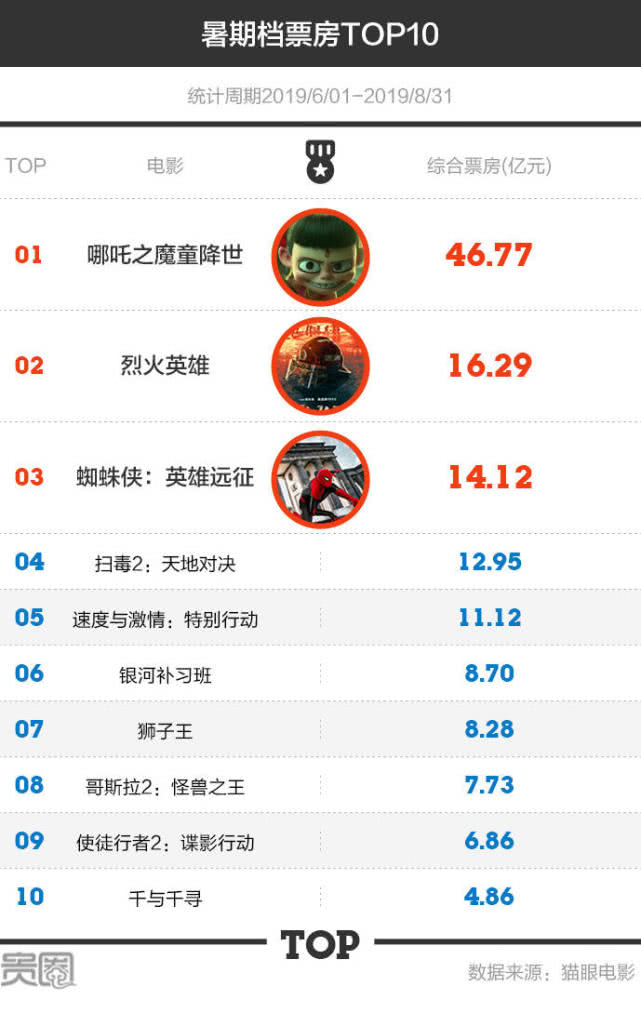 暑期档票房TOP10
统计周期2019/6/01-2019/8/31
TOP 电影 综合票房(亿元)
01 哪吒之魔童降世 46.77
02 烈火英雄 16.29
03 蜘蛛侠：英雄远征 14.12
04 扫毒2：天地对决 12.95
05 速度与激情：特别行动 11.12
06 银河补习班 8.70
07 狮子王 8.28
08 哥斯拉2：怪兽之王 7.73
09 使徒行者2：谍影行动 6.86
10 千与千寻 4.86
TOP
贵圈
数据来源：猫眼电影